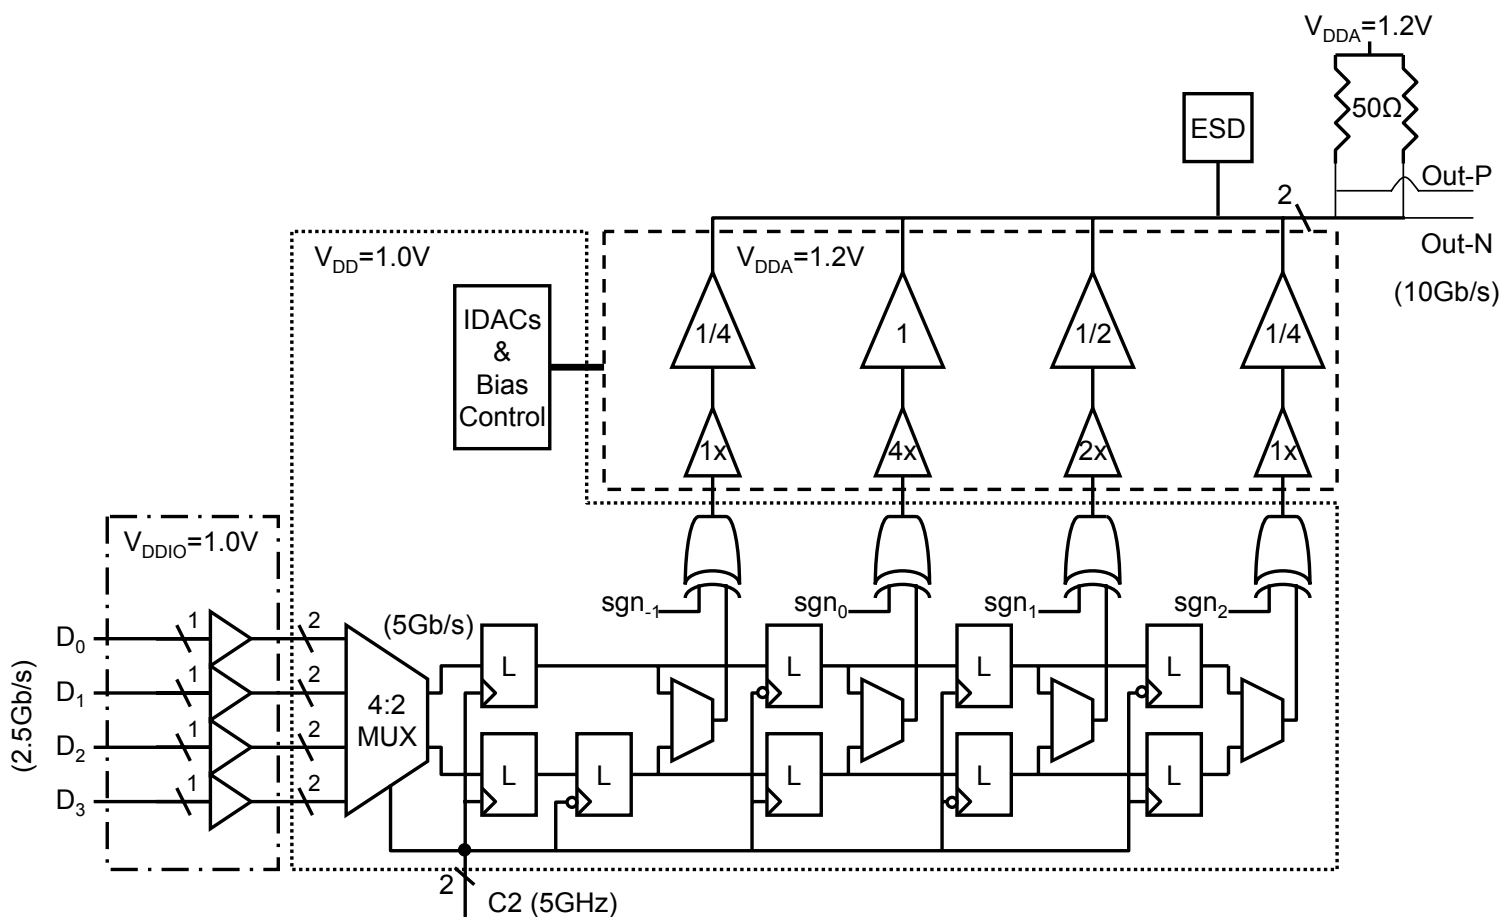 V_DDA=1.2V
50Ω
ESD
Out-P
2
Out-N
(10Gb/s)
V_DD=1.0V
V_DDA=1.2V
IDACs
&
Bias
Control
1/4
1
1/2
1/4
1x
4x
2x
1x
V_DDIO=1.0V
sgn_-1
sgn_0
sgn_1
sgn_2
(2.5Gb/s)
D_0
1
2
D_1
1
2
D_2
1
2
D_3
1
2
4:2
MUX
(5Gb/s)
L
L
L
L
L
L
L
L
L
2
C2 (5GHz)